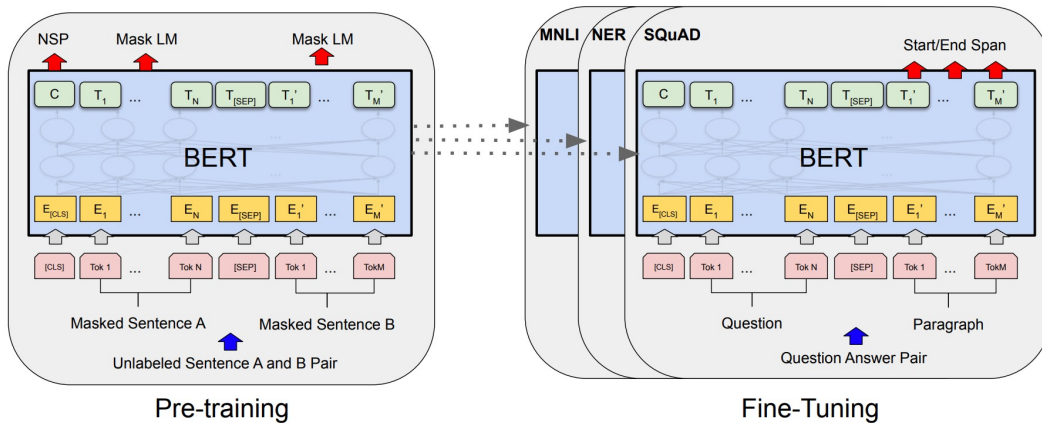 NSP Mask LM Mask LM
C T1 ... TN T[SEP] T1' ... TM'
BERT
E[CLS] E1 ... EN E[SEP] E1' ... EM'
[CLS] Tok 1 ... Tok N [SEP] Tok 1 ... TokM
Masked Sentence A Masked Sentence B
Unlabeled Sentence A and B Pair
Pre-training
MNLI NER SQuAD
Start/End Span
C T1 ... TN T[SEP] T1' ... TM'
BERT
E[CLS] E1 ... EN E[SEP] E1' ... EM'
[CLS] Tok 1 ... Tok N [SEP] Tok 1 ... TokM
Question Paragraph
Question Answer Pair
Fine-Tuning